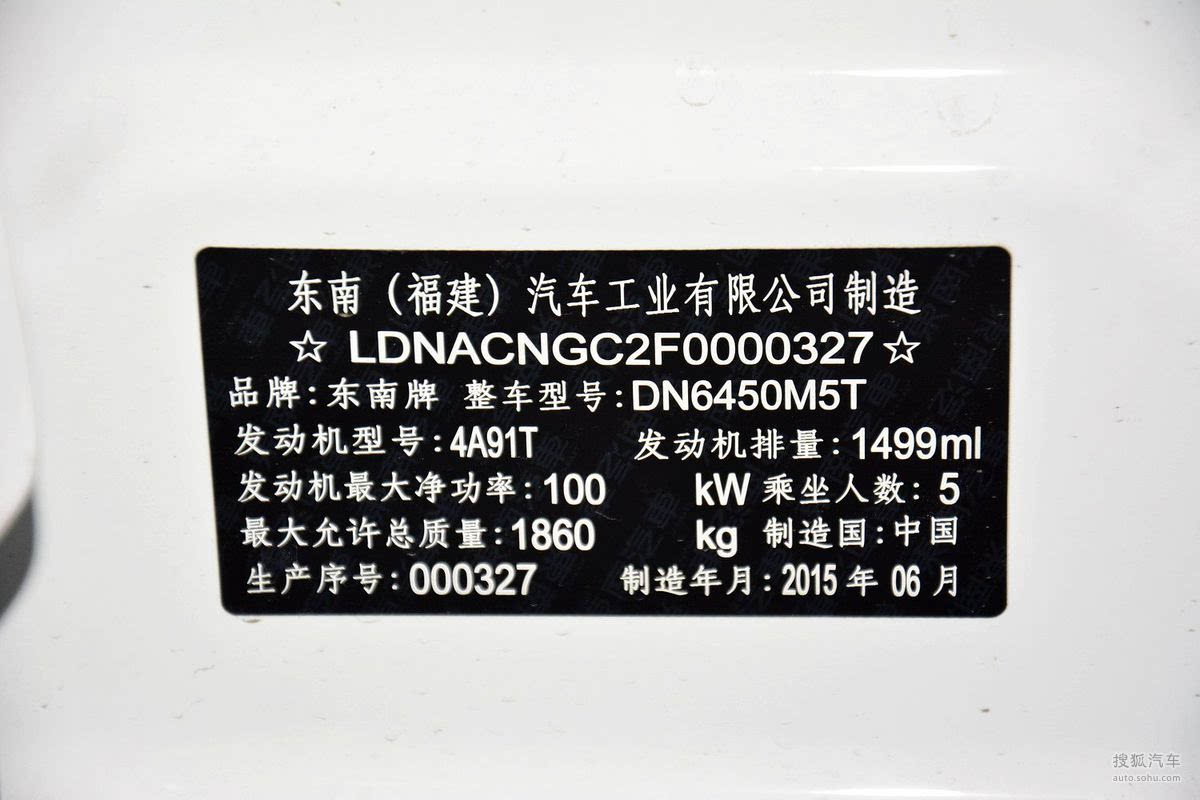 东南（福建）汽车工业有限公司制造
☆ LDNACNGC2F0000327 ☆
品牌：东南牌 整车型号：DN6450M5T
发动机型号：4A91T 发动机排量：1499ml
发动机最大净功率：100 kW 乘坐人数：5
最大允许总质量：1860 kg 制造国：中国
生产序号：000327 制造年月：2015 年 06 月
搜狐汽车
auto.sohu.com